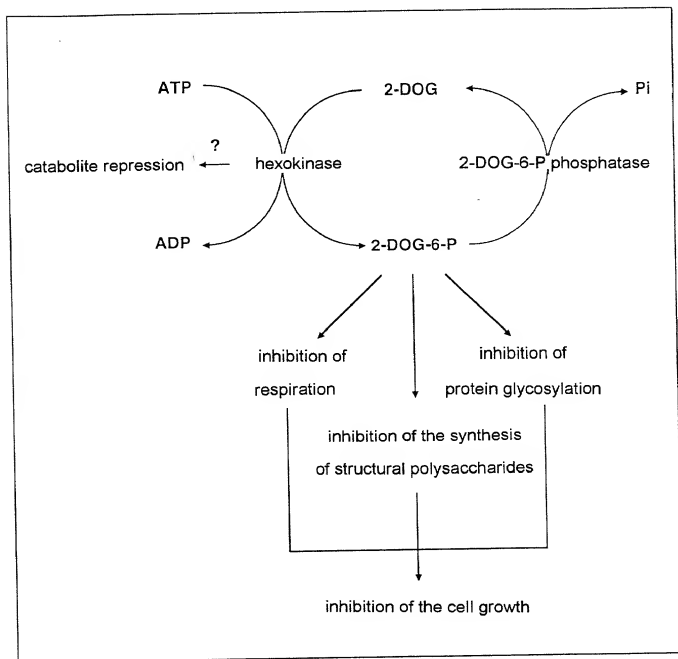 ATP 2-DOG Pi
?
catabolite repression hexokinase 2-DOG-6-P phosphatase
ADP 2-DOG-6-P
inhibition of
respiration
inhibition of
protein glycosylation
inhibition of the synthesis
of structural polysaccharides
inhibition of the cell growth